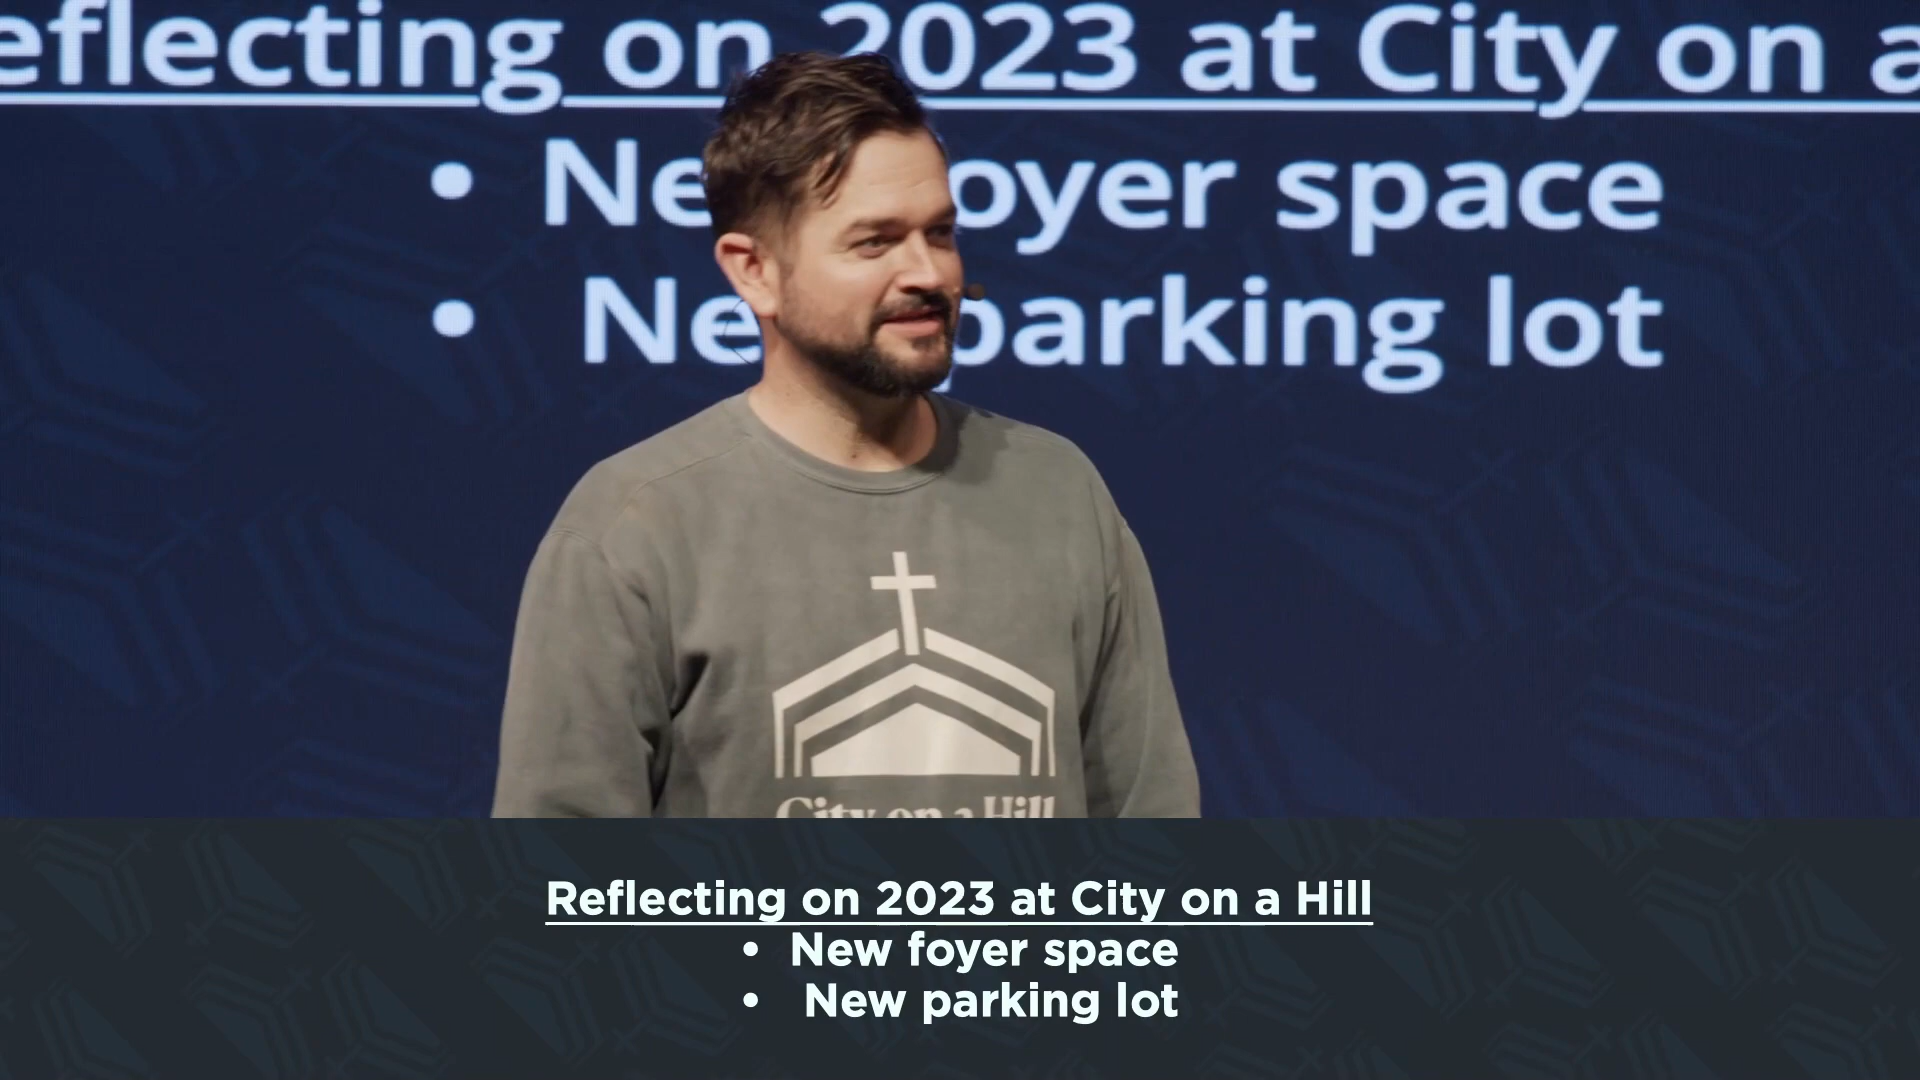 eflecting on 2023 at City on a
• Ne oyer space
• Ne parking lot
City on a Hill
Reflecting on 2023 at City on a Hill
• New foyer space
• New parking lot